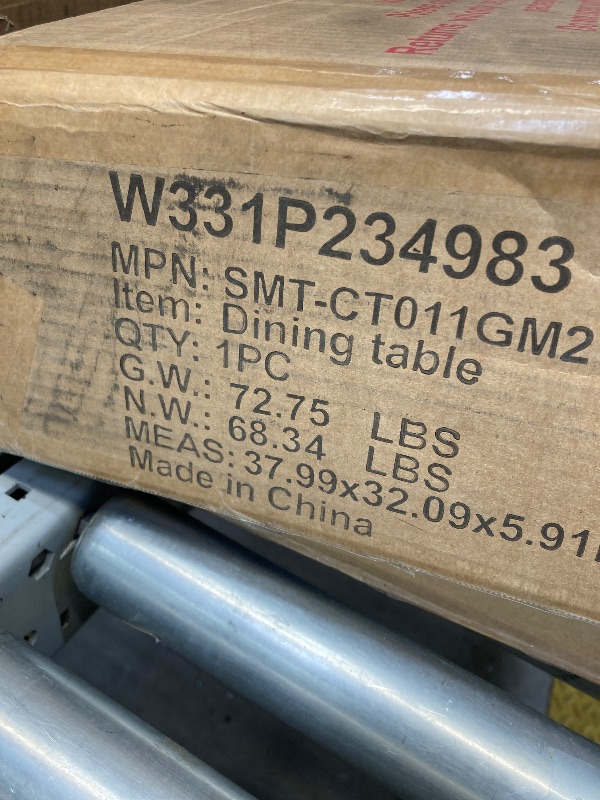 Return
W331P234983
MPN: SMT-CT011GM2
Item: Dining table
QTY: 1PC
G.W.: 72.75 LBS
N.W.: 68.34 LBS
MEAS: 37.99x32.09x5.91
Made in China